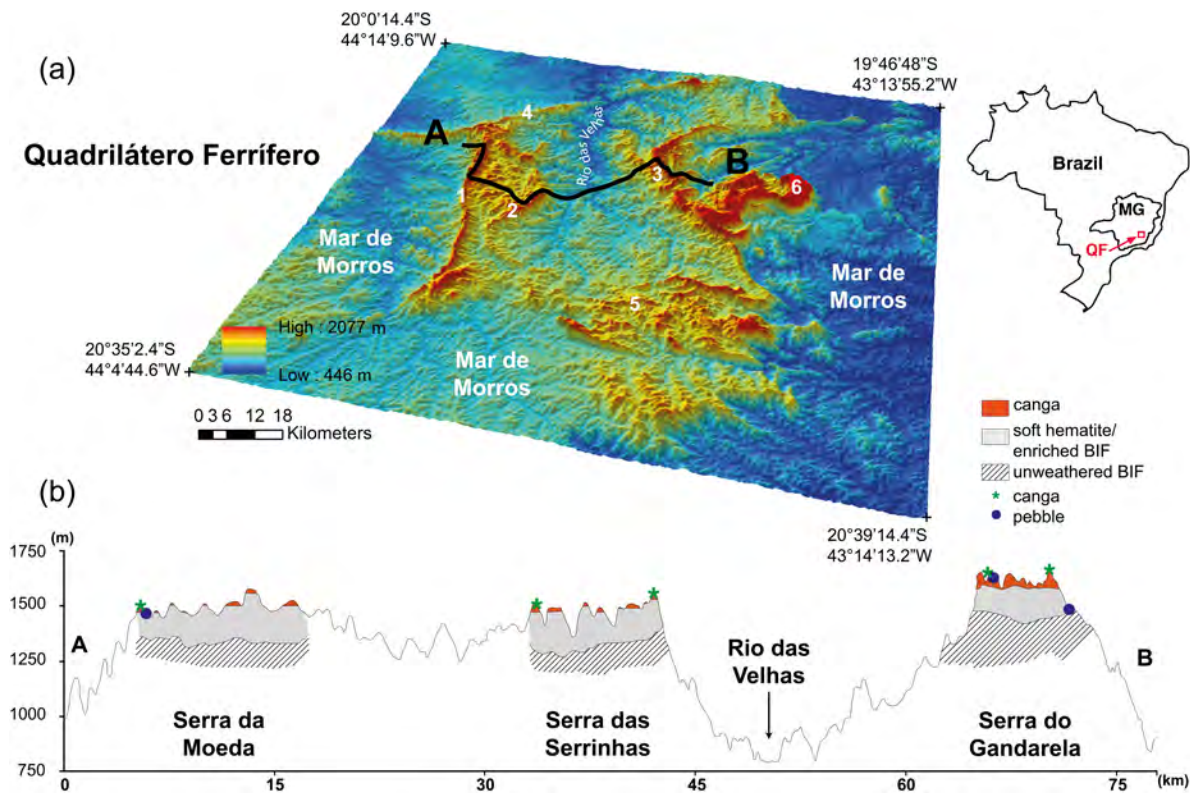 (a)
20°0'14.4"S
44°14'9.6"W
19°46'48"S
43°13'55.2"W
Quadrilátero Ferrífero
A
4
Rio das Velhas
B
1
2
3
6
5
Mar de
Morros
Mar de
Morros
Mar de
Morros
High : 2077 m
Low : 446 m
20°35'2.4"S
44°4'44.6"W
0 3 6 12 18
Kilometers
20°39'14.4"S
43°14'13.2"W
Brazil
MG
QF
canga
soft hematite/
enriched BIF
unweathered BIF
canga
pebble
(b)
(m)
1750
1500
1250
1000
750
A
B
Serra da
Moeda
Serra das
Serrinhas
Rio das
Velhas
Serra do
Gandarela
0 15 30 45 60 75 (km)